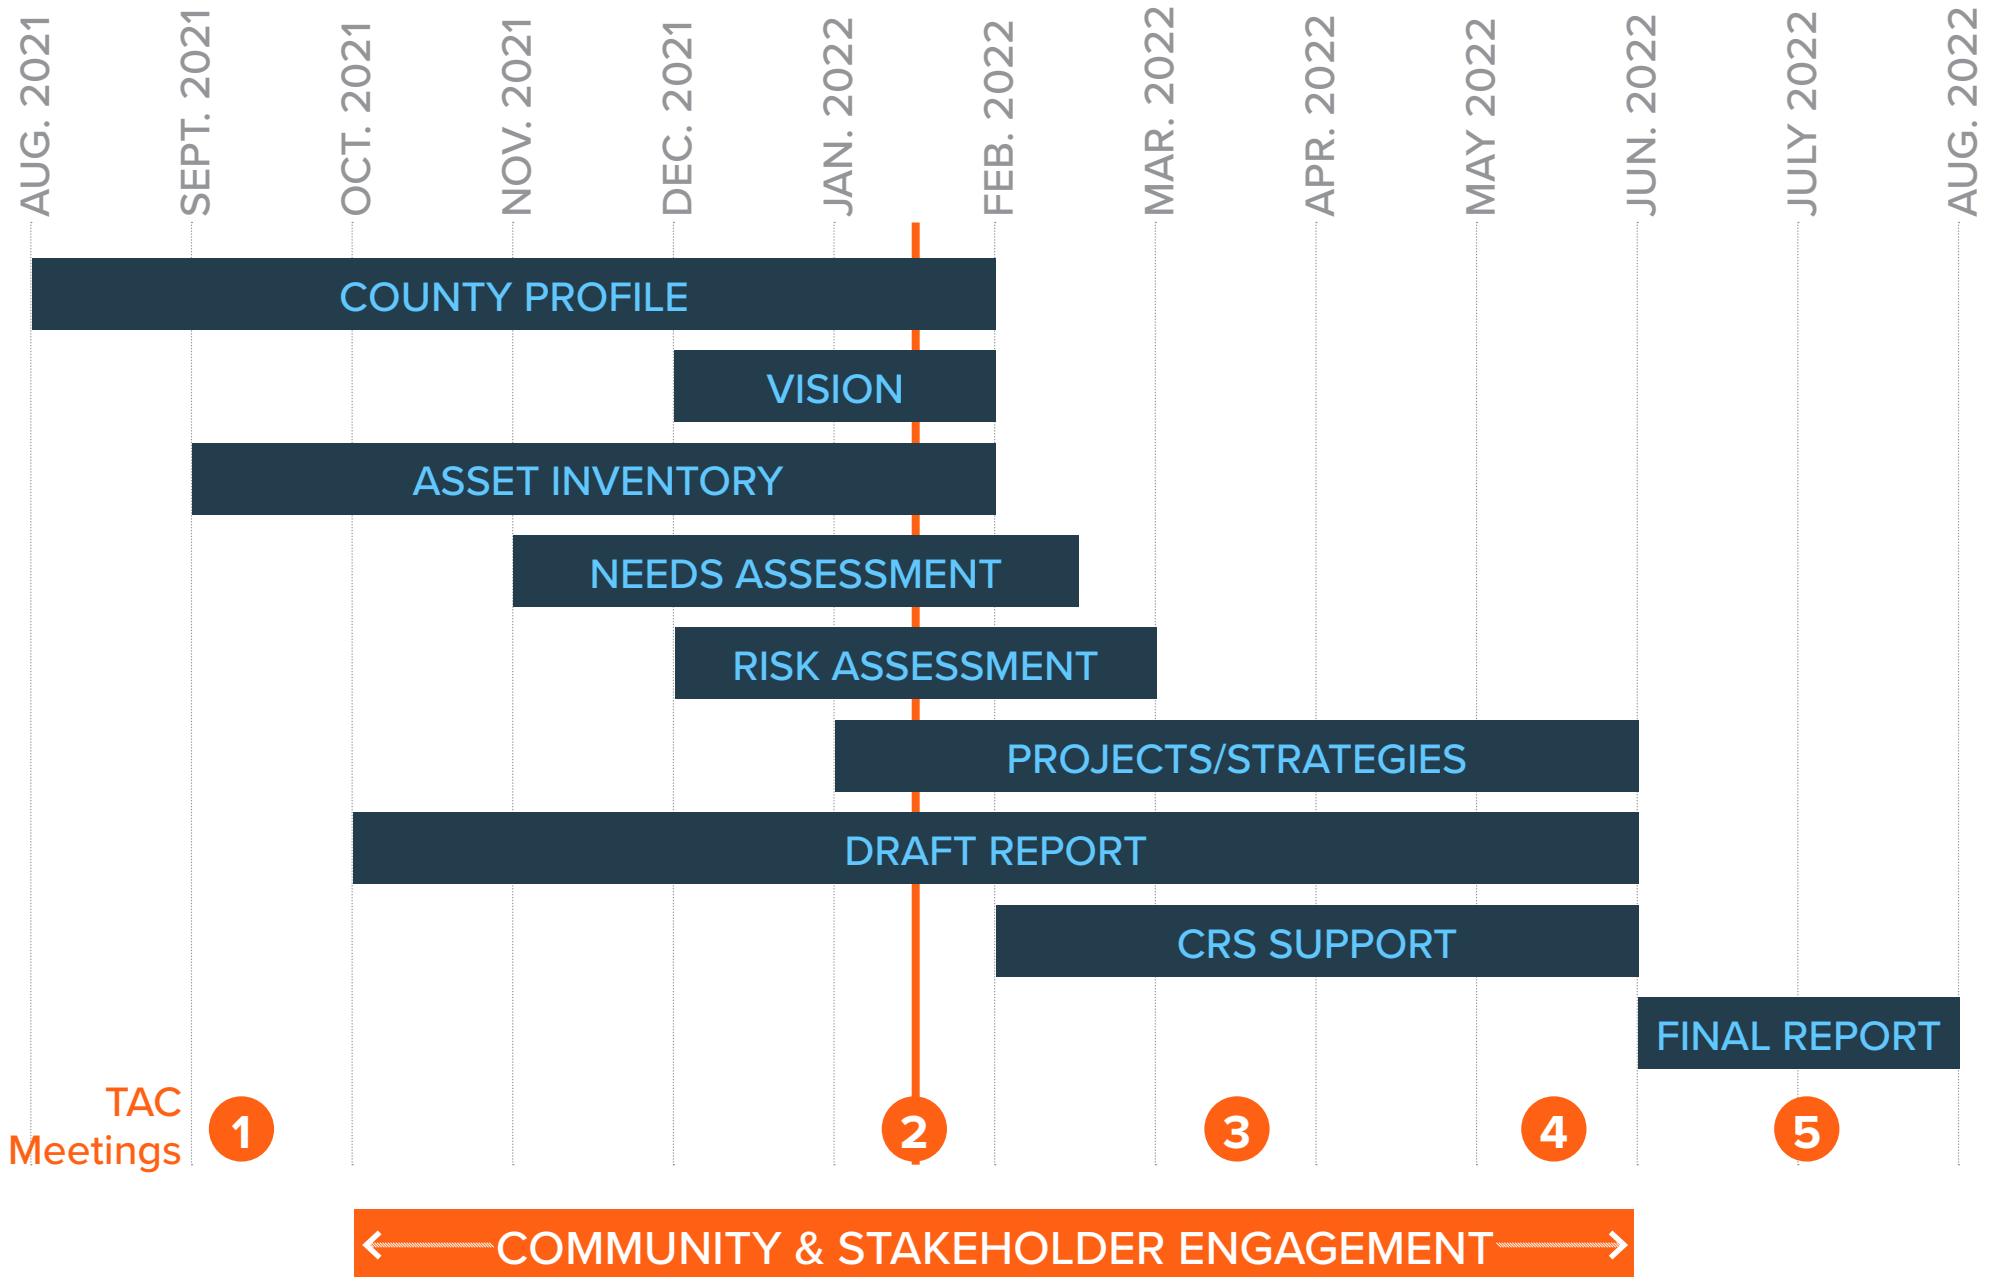 AUG. 2021
SEPT. 2021
OCT. 2021
NOV. 2021
DEC. 2021
JAN. 2022
FEB. 2022
MAR. 2022
APR. 2022
MAY 2022
JUN. 2022
JULY 2022
AUG. 2022
COUNTY PROFILE
VISION
ASSET INVENTORY
NEEDS ASSESSMENT
RISK ASSESSMENT
PROJECTS/STRATEGIES
DRAFT REPORT
CRS SUPPORT
FINAL REPORT
TAC
Meetings
1
2
3
4
5
COMMUNITY & STAKEHOLDER ENGAGEMENT